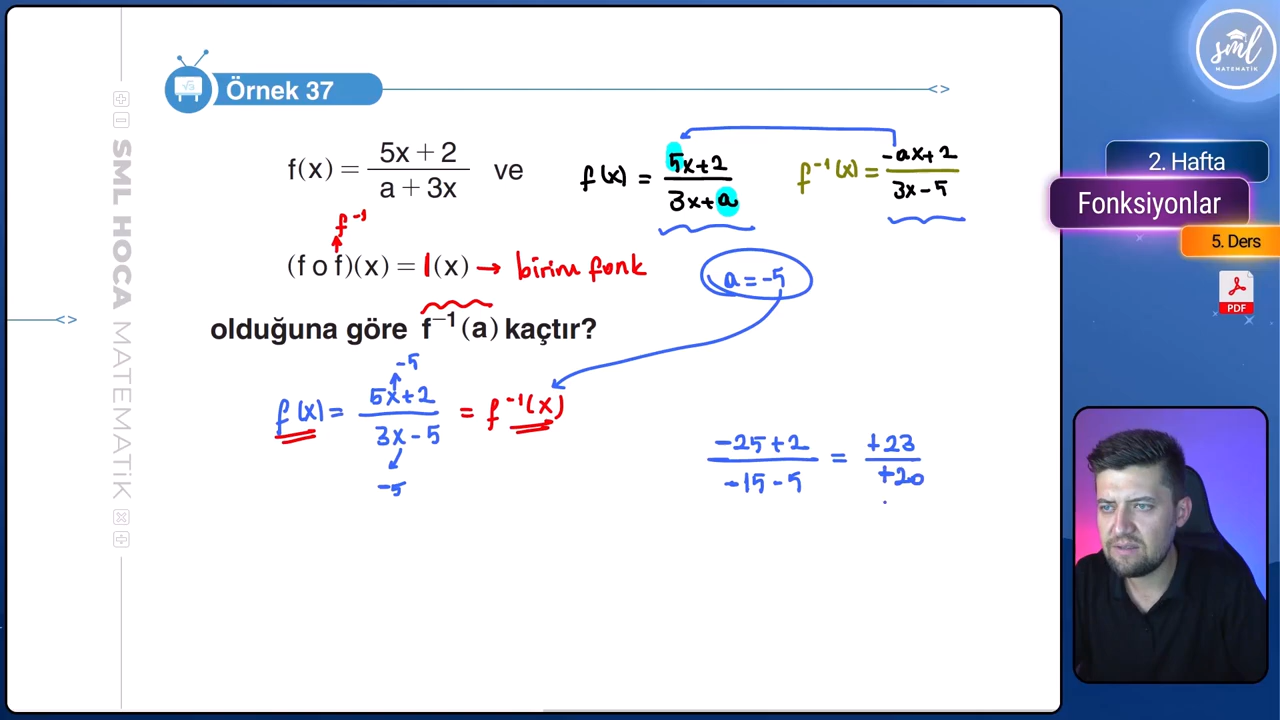 sml
MATEMATİK
Örnek 37
f(x) = 5x + 2 / a + 3x ve
f(x) = 5x+2 / 3x+a
f⁻¹(x) = -ax+2 / 3x-5
f⁻¹
(f o f)(x) = I(x) → birim fonk
a = -5
olduğuna göre f⁻¹(a) kaçtır?
-5
f(x) = 5x+2 / 3x-5 = f⁻¹(x)
-5
-25+2 / -15-5 = +23 / +20
SML HOCA MATEMATİK
2. Hafta
Fonksiyonlar
5. Ders
PDF